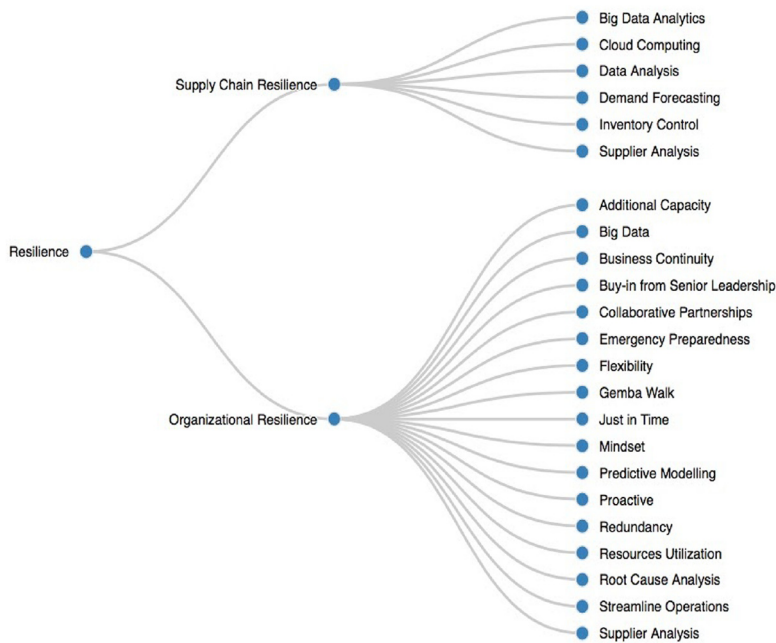 Big Data Analytics
Cloud Computing
Supply Chain Resilience
Data Analysis
Demand Forecasting
Inventory Control
Supplier Analysis
Additional Capacity
Big Data
Resilience
Business Continuity
Buy-in from Senior Leadership
Collaborative Partnerships
Emergency Preparedness
Flexibility
Gemba Walk
Organizational Resilience
Just in Time
Mindset
Predictive Modelling
Proactive
Redundancy
Resources Utilization
Root Cause Analysis
Streamline Operations
Supplier Analysis